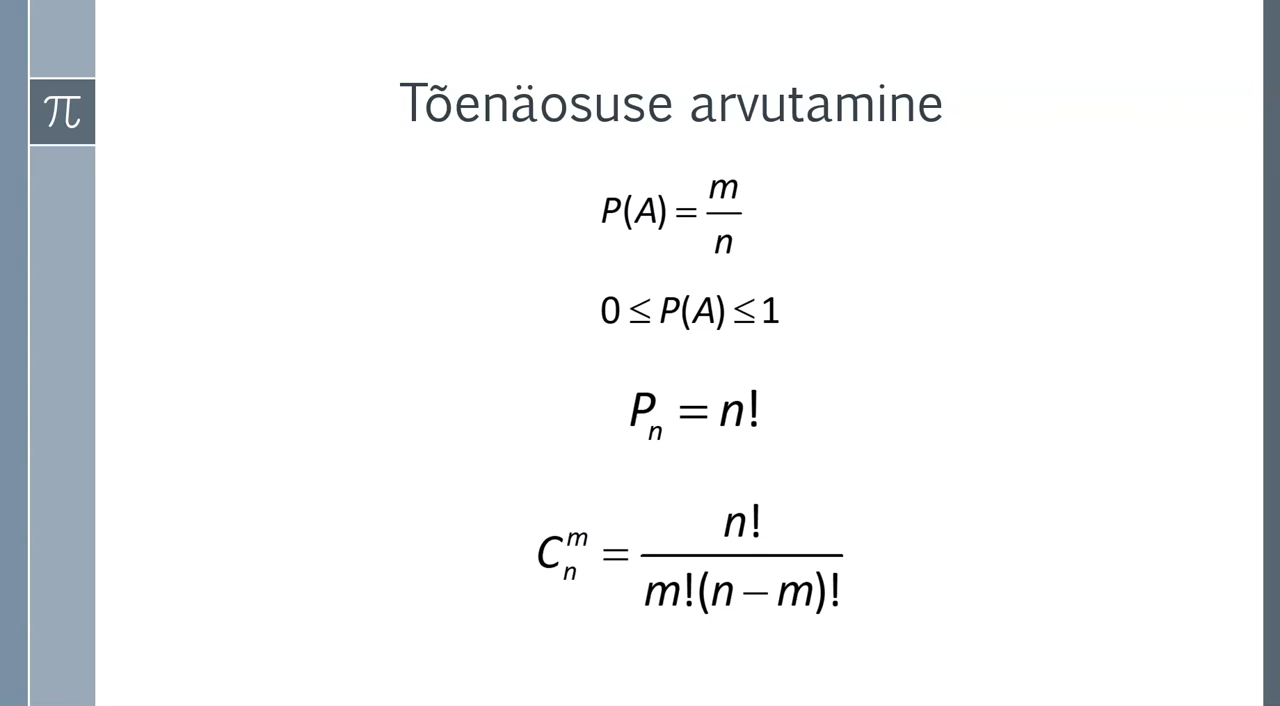 π
Tõenäosuse arvutamine
P(A) = m/n
0 ≤ P(A) ≤ 1
Pₙ = n!
Cₙᵐ = n!/(m!(n − m)!)